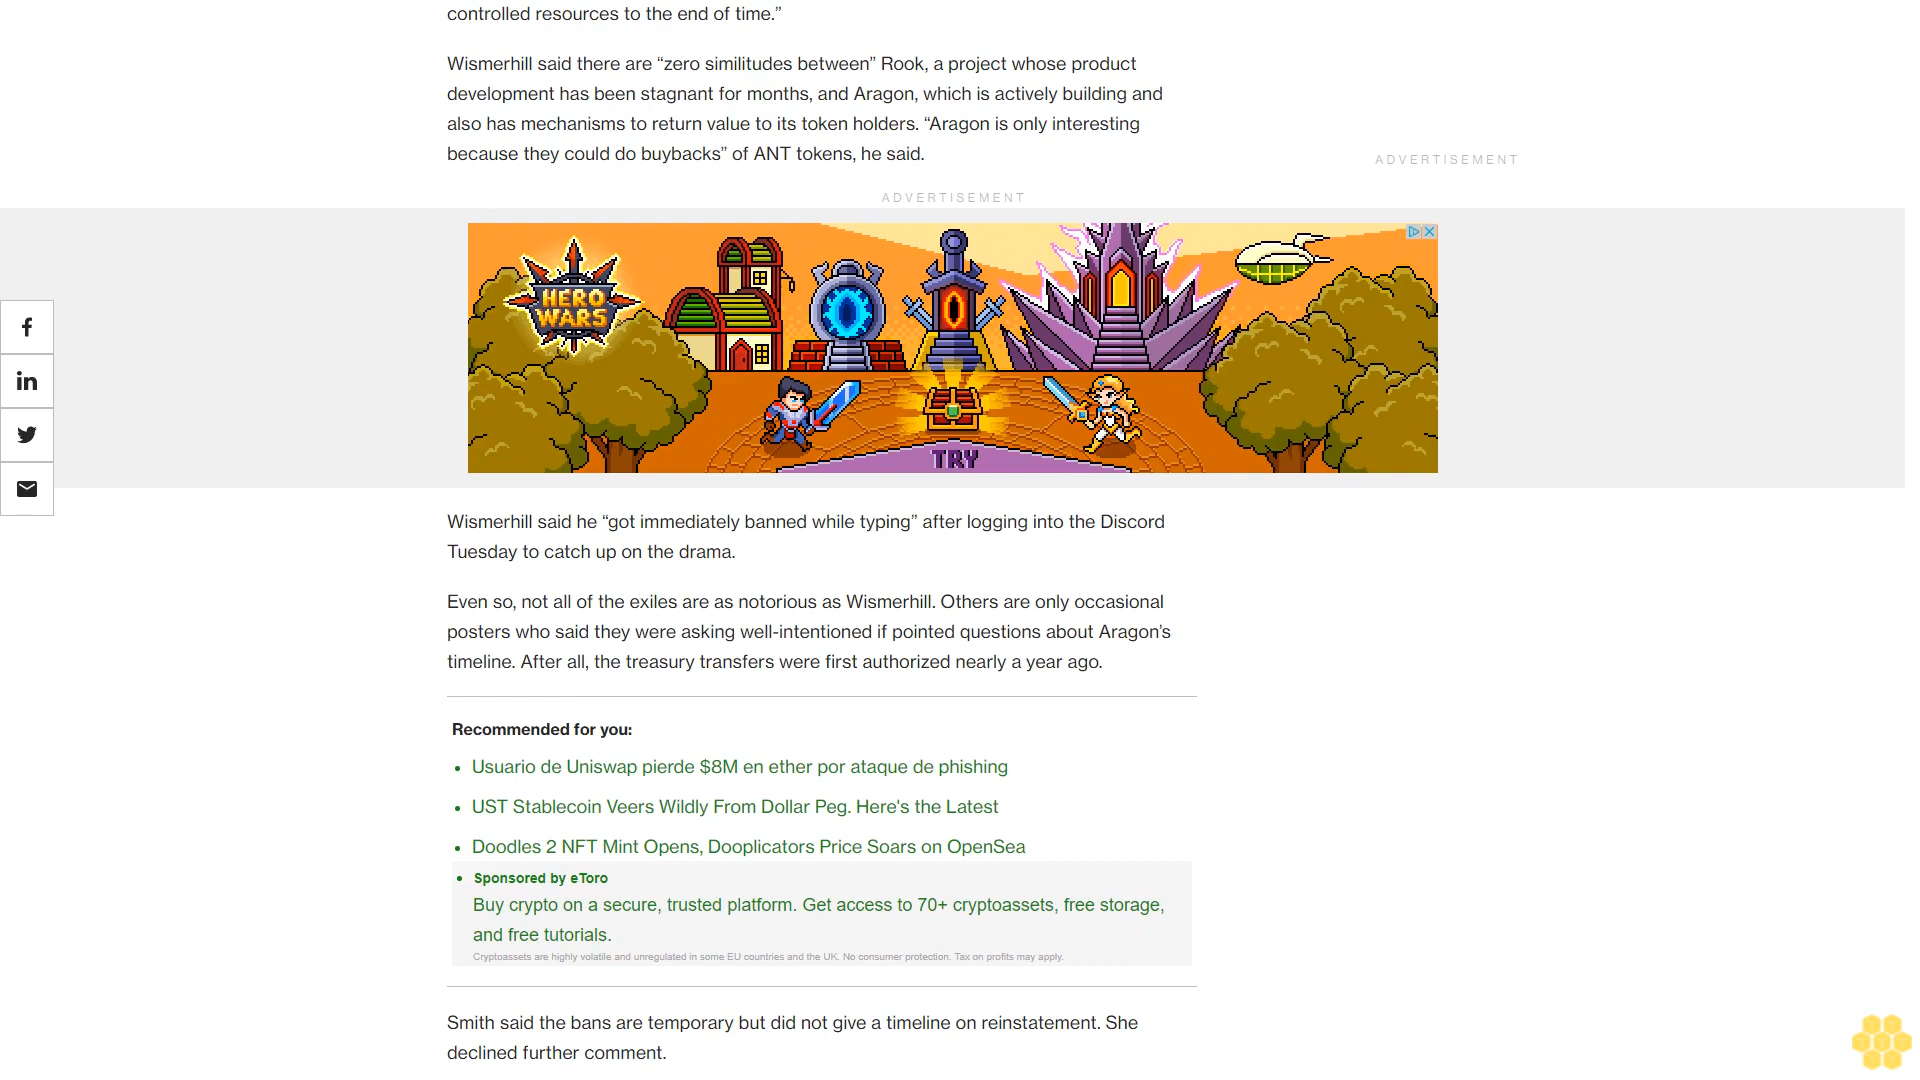 controlled resources to the end of time.”
Wismerhill said there are “zero similitudes between” Rook, a project whose product
development has been stagnant for months, and Aragon, which is actively building and
also has mechanisms to return value to its token holders. “Aragon is only interesting
because they could do buybacks” of ANT tokens, he said.
ADVERTISEMENT
ADVERTISEMENT
HERO
WARS
TRY
Wismerhill said he “got immediately banned while typing” after logging into the Discord
Tuesday to catch up on the drama.
Even so, not all of the exiles are as notorious as Wismerhill. Others are only occasional
posters who said they were asking well-intentioned if pointed questions about Aragon’s
timeline. After all, the treasury transfers were first authorized nearly a year ago.
Recommended for you:
• Usuario de Uniswap pierde $8M en ether por ataque de phishing
• UST Stablecoin Veers Wildly From Dollar Peg. Here's the Latest
• Doodles 2 NFT Mint Opens, Dooplicators Price Soars on OpenSea
• Sponsored by eToro
Buy crypto on a secure, trusted platform. Get access to 70+ cryptoassets, free storage,
and free tutorials.
Cryptoassets are highly volatile and unregulated in some EU countries and the UK. No consumer protection. Tax on profits may apply.
Smith said the bans are temporary but did not give a timeline on reinstatement. She
declined further comment.